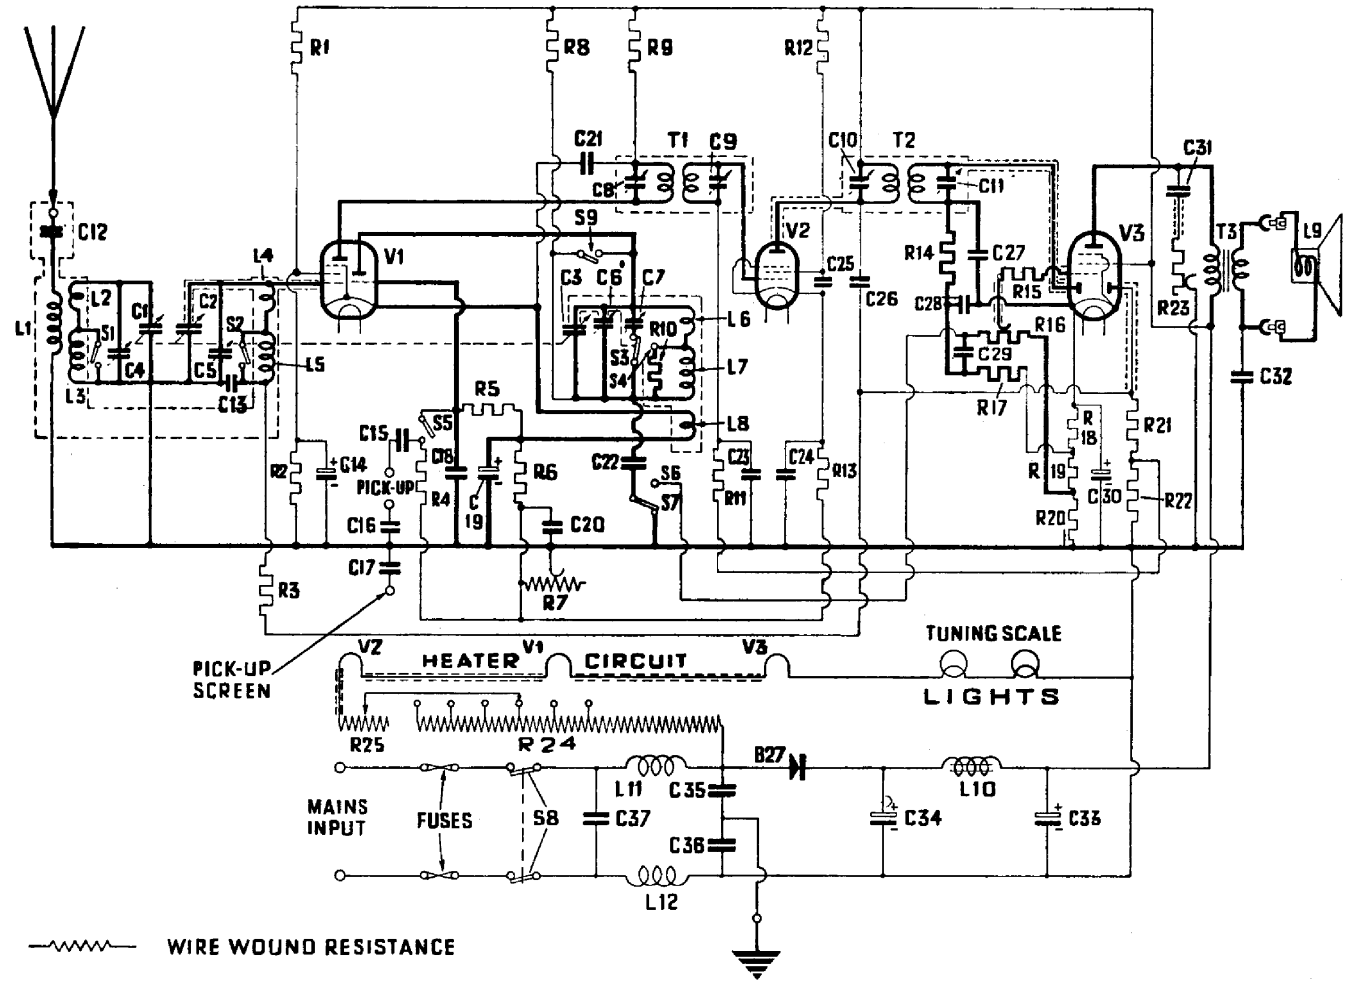 R1
R8
R9
R12
C21
T1
C9
C10
T2
C31
C8
C11
C12
S9
V2
V3
T3
L9
L4
V1
R14
C27
C25
L2
C1
C2
C3
C6
C7
C26
R15
R23
L1
S1
S2
R10
L6
C28
R16
C4
C5
L5
S3
S4
L7
C29
C32
L3
C13
R5
R17
C15
S5
L8
R18
R21
R2
C14
C18
C22
S6
C23
C24
R13
R19
PICK-UP
R4
C19
R6
S7
R11
C30
R22
C16
C20
R20
C17
R3
R7
V2
V1
V3
TUNING SCALE
HEATER CIRCUIT
PICK-UP
SCREEN
LIGHTS
R25
R24
B27
MAINS
INPUT
FUSES
S8
L11
C35
L10
C37
C34
C33
C36
L12
WIRE WOUND RESISTANCE